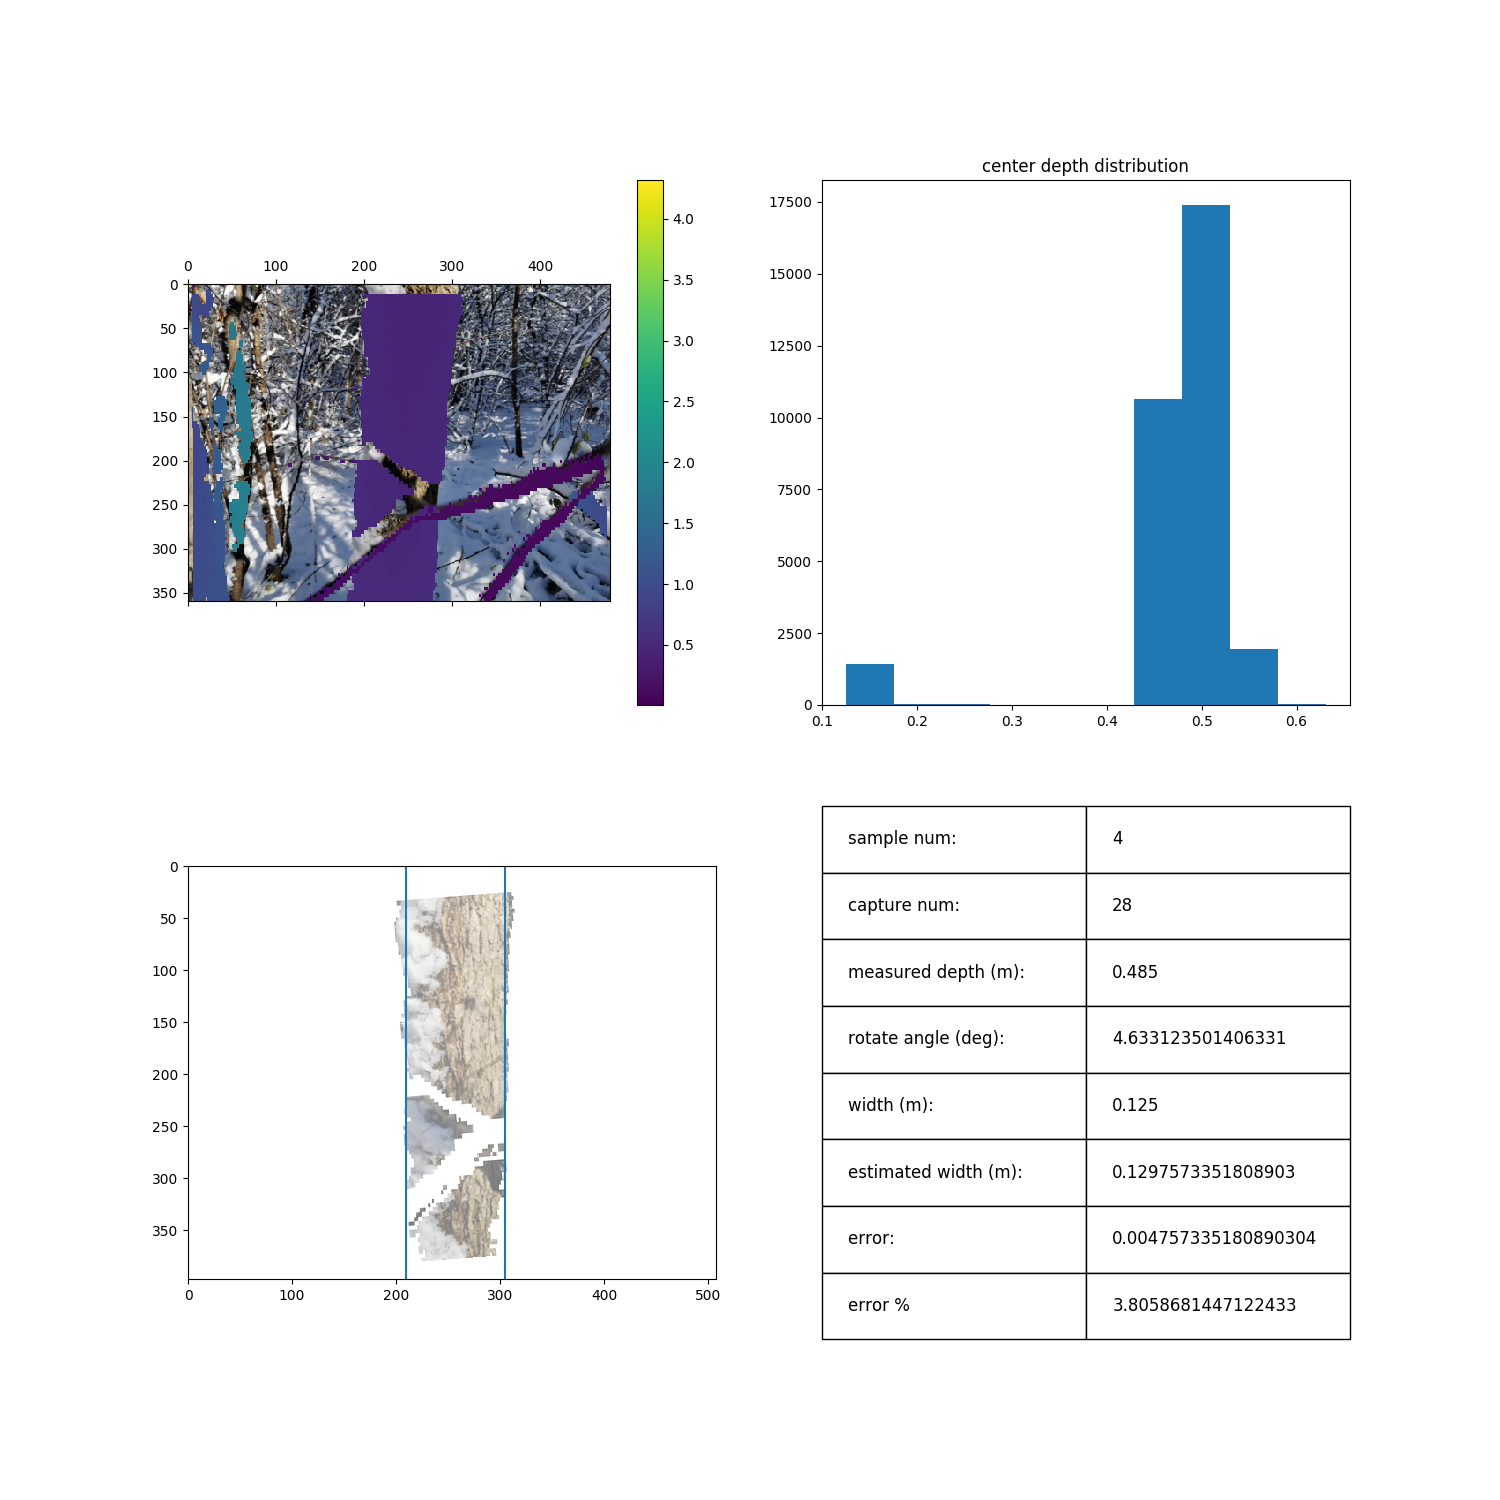 0 100 200 300 400
0
50
100
150
200
250
300
350
4.0
3.5
3.0
2.5
2.0
1.5
1.0
0.5
center depth distribution
17500
15000
12500
10000
7500
5000
2500
0
0.1 0.2 0.3 0.4 0.5 0.6
0
50
100
150
200
250
300
350
0 100 200 300 400 500
sample num: 4
capture num: 28
measured depth (m): 0.485
rotate angle (deg): 4.633123501406331
width (m): 0.125
estimated width (m): 0.1297573351808903
error: 0.004757335180890304
error % 3.8058681447122433